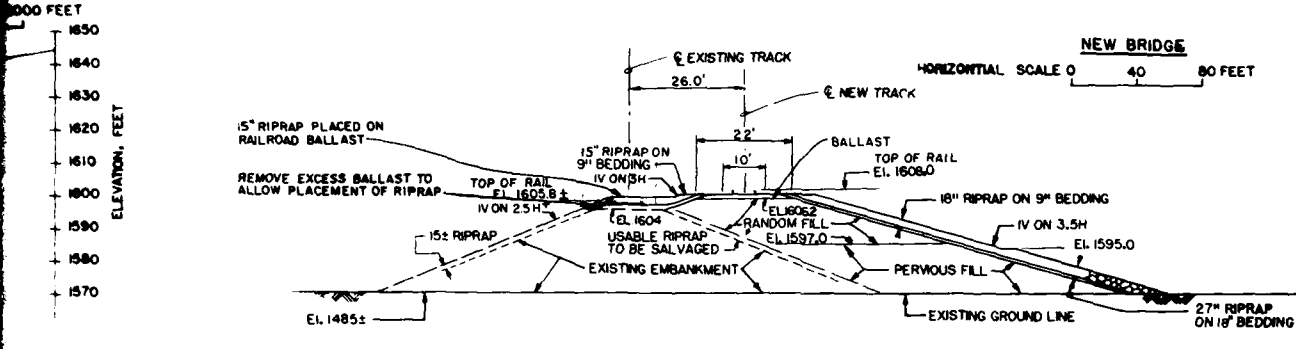 000 FEET
1650
1640
1630
1620
1610
1600
1590
1580
1570
ELEVATION, FEET
NEW BRIDGE
HORIZONTIAL SCALE 0 40 80 FEET
℄ EXISTING TRACK
26.0'
℄ NEW TRACK
22'
10'
BALLAST
TOP OF RAIL
El. 1608.0
15" RIPRAP PLACED ON
RAILROAD BALLAST
15" RIPRAP ON
9" BEDDING
1V ON 3H
REMOVE EXCESS BALLAST TO
ALLOW PLACEMENT OF RIPRAP
TOP OF RAIL
El. 1605.8 ±
1V ON 2.5H
15± RIPRAP
EL 1604
USABLE RIPRAP
TO BE SALVAGED
EL1606.2
RANDOM FILL
El. 1597.0
18" RIPRAP ON 9" BEDDING
1V ON 3.5H
El. 1595.0
EXISTING EMBANKMENT
PERVIOUS FILL
El. 1485±
EXISTING GROUND LINE
27" RIPRAP
ON 18" BEDDING